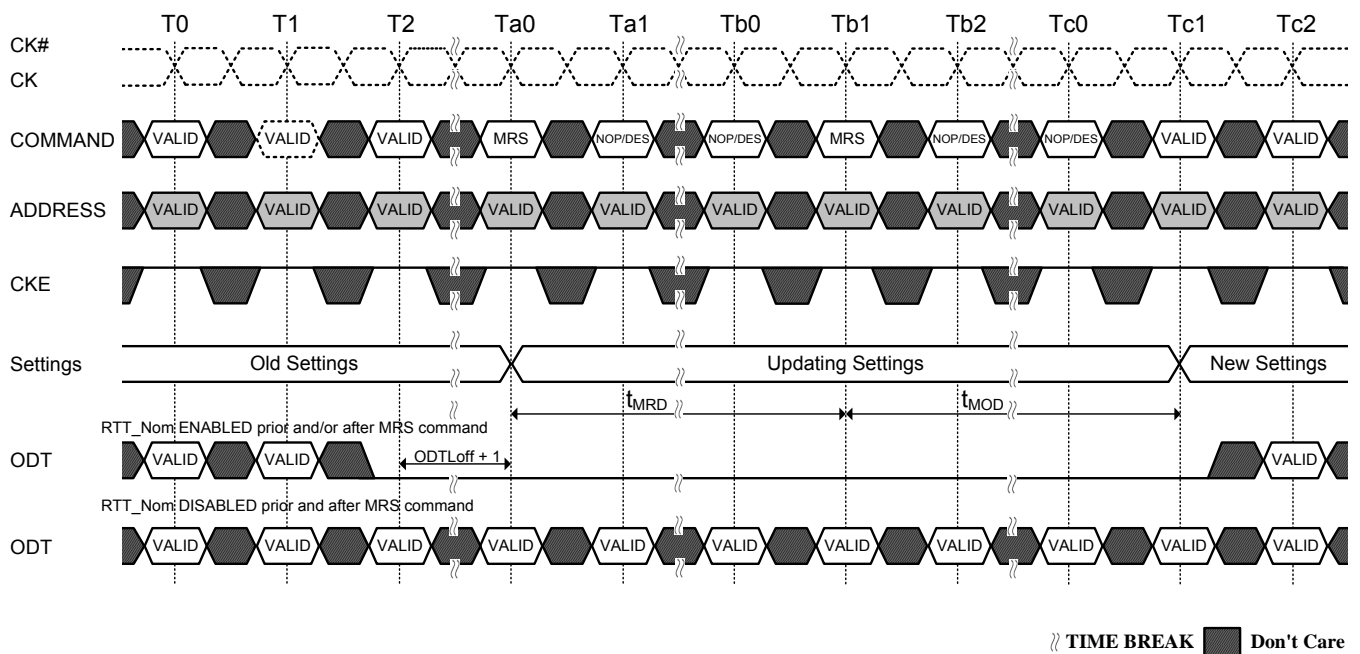 T0 T1 T2 Ta0 Ta1 Tb0 Tb1 Tb2 Tc0 Tc1 Tc2
CK#
CK
COMMAND VALID VALID VALID MRS NOP/DES NOP/DES MRS NOP/DES NOP/DES VALID VALID
ADDRESS VALID VALID VALID VALID VALID VALID VALID VALID VALID VALID VALID
CKE
Settings Old Settings Updating Settings New Settings
tMRD tMOD
RTT_Nom ENABLED prior and/or after MRS command
ODT VALID VALID ODTLoff + 1 VALID
RTT_Nom DISABLED prior and after MRS command
ODT VALID VALID VALID VALID VALID VALID VALID VALID VALID VALID VALID
TIME BREAK Don't Care